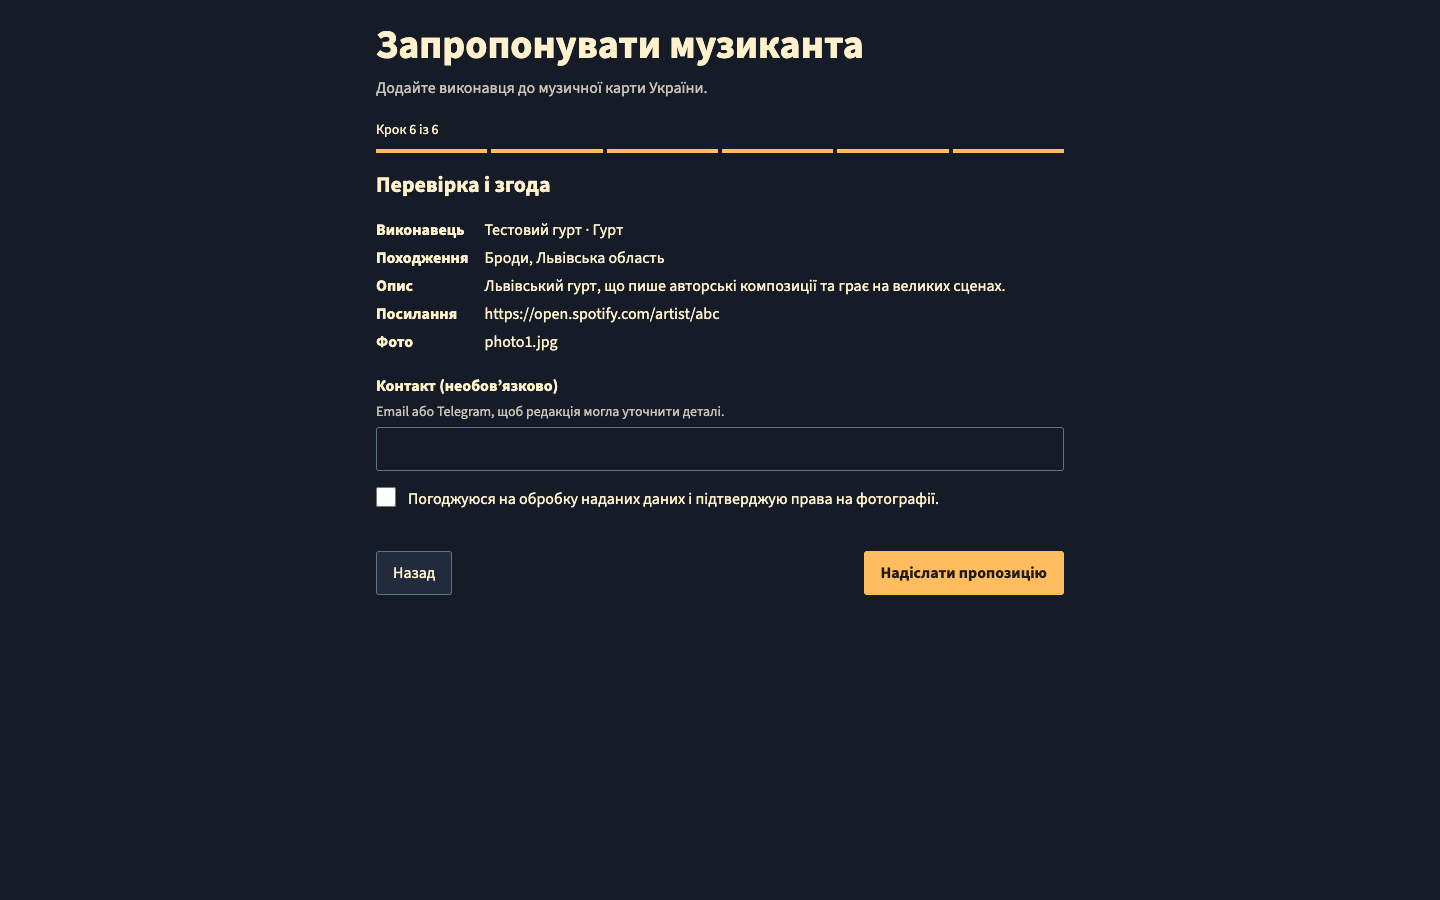 Запропонувати музиканта
Додайте виконавця до музичної карти України.
Крок 6 із 6
Перевірка і згода
Виконавець Тестовий гурт · Гурт
Походження Броди, Львівська область
Опис Львівський гурт, що пише авторські композиції та грає на великих сценах.
Посилання https://open.spotify.com/artist/abc
Фото photo1.jpg
Контакт (необов’язково)
Email або Telegram, щоб редакція могла уточнити деталі.
Погоджуюся на обробку наданих даних і підтверджую права на фотографії.
Назад
Надіслати пропозицію